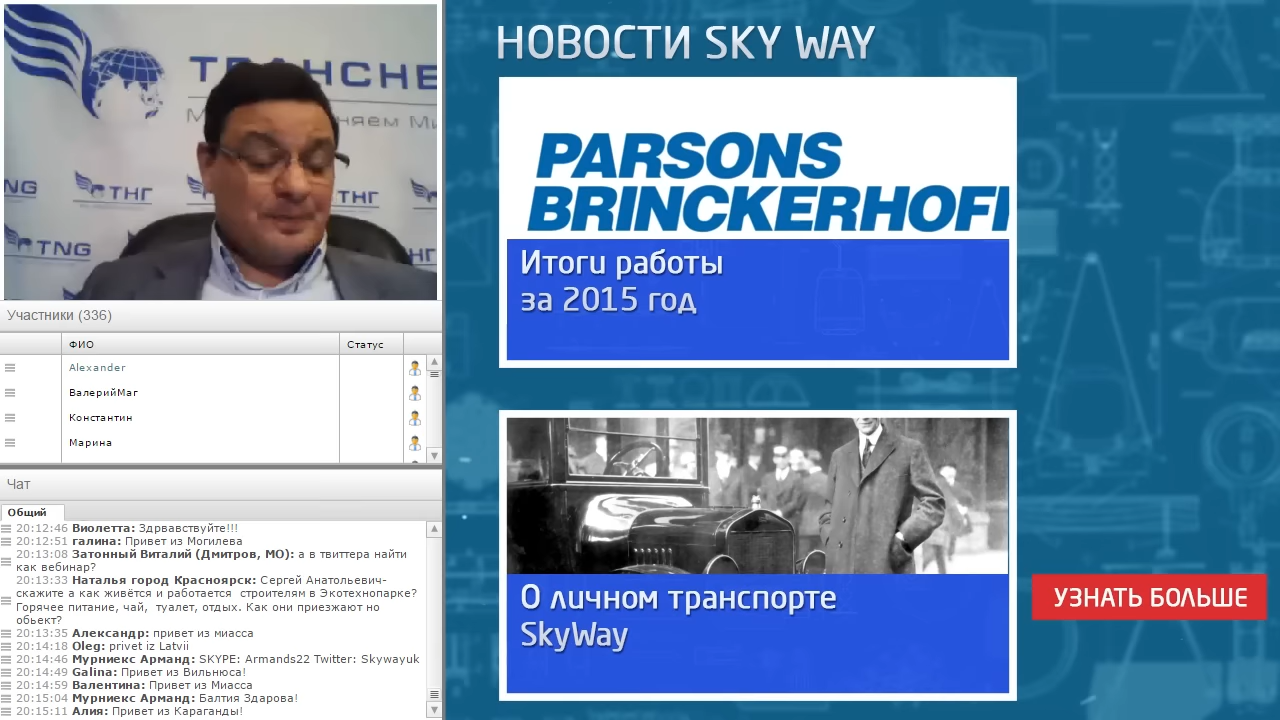 ТРАНСНЕ
няем Ми
NG
ТНГ
TNG
НГ
Участники (336)
ФИО
Статус
Alexander
ВалерийМаг
Константин
Марина
Чат
Общий
20:12:46 Виолетта: Здрвавствуйте!!!
20:12:51 галина: Привет из Могилева
20:13:08 Затонный Виталий (Дмитров, МО): а в твиттера найти
как вебинар?
20:13:33 Наталья город Красноярск: Сергей Анатольевич-
скажите а как живётся и работается строителям в Экотехнпарке?
Горячее питание, чай, туалет, отдых. Как они приезжают но
обьект?
20:13:35 Александр: привет из миасса
20:14:18 Oleg: privet iz Latvii
20:14:46 Мурниекс Арманд: SKYPE: Armands22 Twitter: Skywayuk
20:14:49 Galina: Привет из Вильнюса!
20:14:59 Валентина: Привет из Миасса
20:15:04 Мурниекс Арманд: Балтия Здарова!
20:15:11 Алия: Привет из Караганды!
НОВОСТИ SKY WAY
PARSONS
BRINCKERHOFF
Итоги работы
за 2015 год
О личном транспорте
SkyWay
УЗНАТЬ БОЛЬШЕ